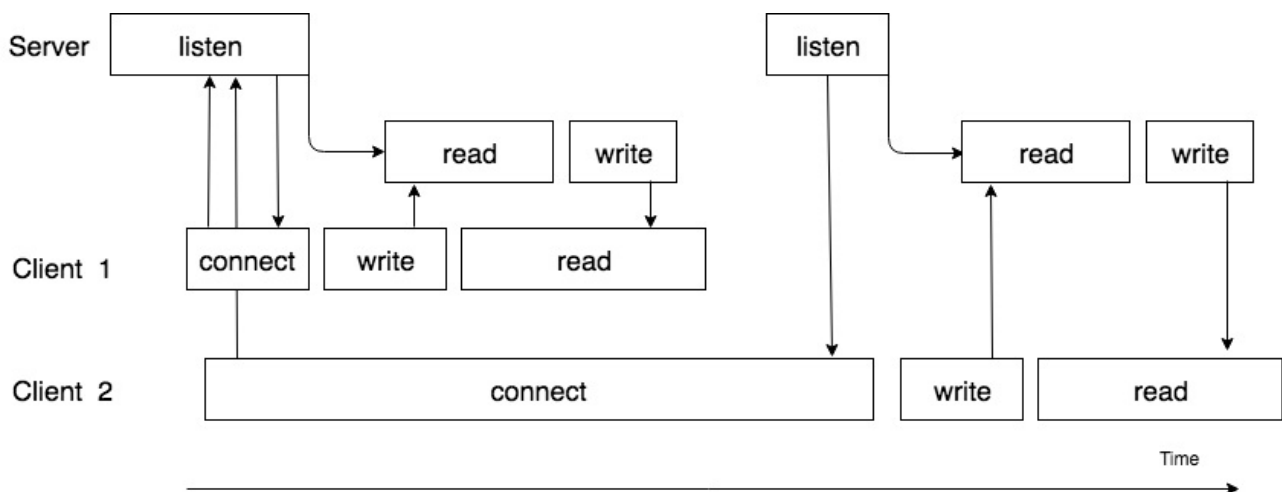 Server listen listen
read write read write
Client 1 connect write read
Client 2 connect write read
Time